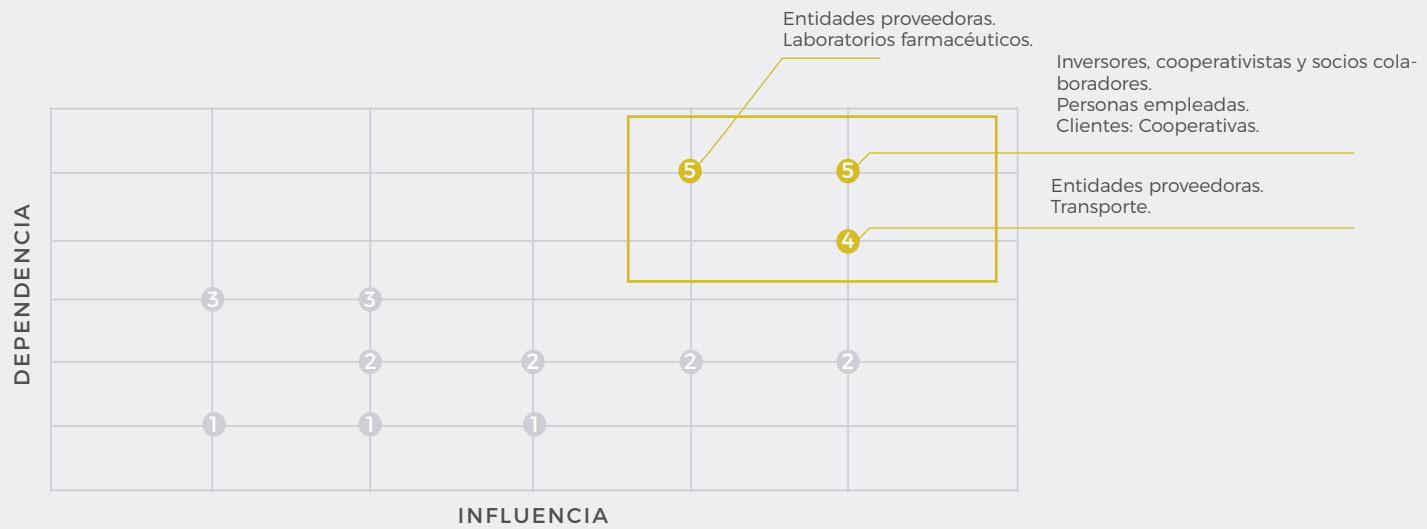 Entidades proveedoras.
Laboratorios farmacéuticos.
Inversores, cooperativistas y socios cola-
boradores.
Personas empleadas.
Clientes: Cooperativas.
5
5
Entidades proveedoras.
Transporte.
4
DEPENDENCIA
3
3
2
2
2
2
1
1
1
INFLUENCIA